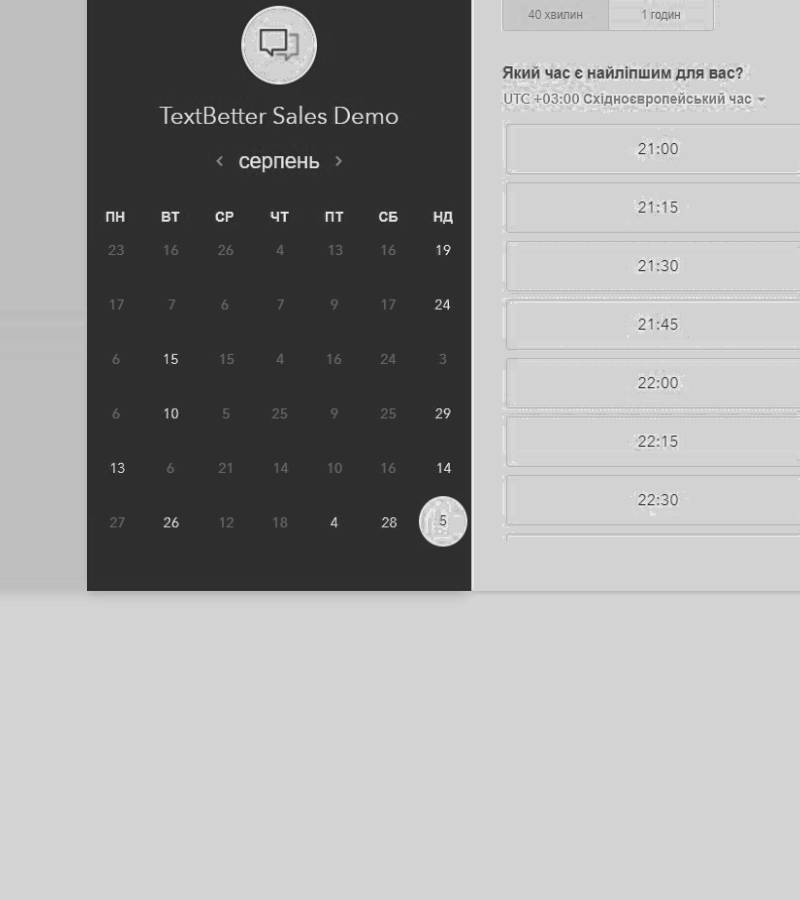 TextBetter Sales Demo
серпень
ПН ВТ СР ЧТ ПТ СБ НД
23 16 26 4 13 16 19
17 7 6 7 9 17 24
6 15 15 4 16 24 3
6 10 5 25 9 25 29
13 6 21 14 10 16 14
27 26 12 18 4 28 5
40 хвилин 1 годин
Який час є найліпшим для вас?
UTC +03:00 Східноєвропейський час
21:00
21:15
21:30
21:45
22:00
22:15
22:30